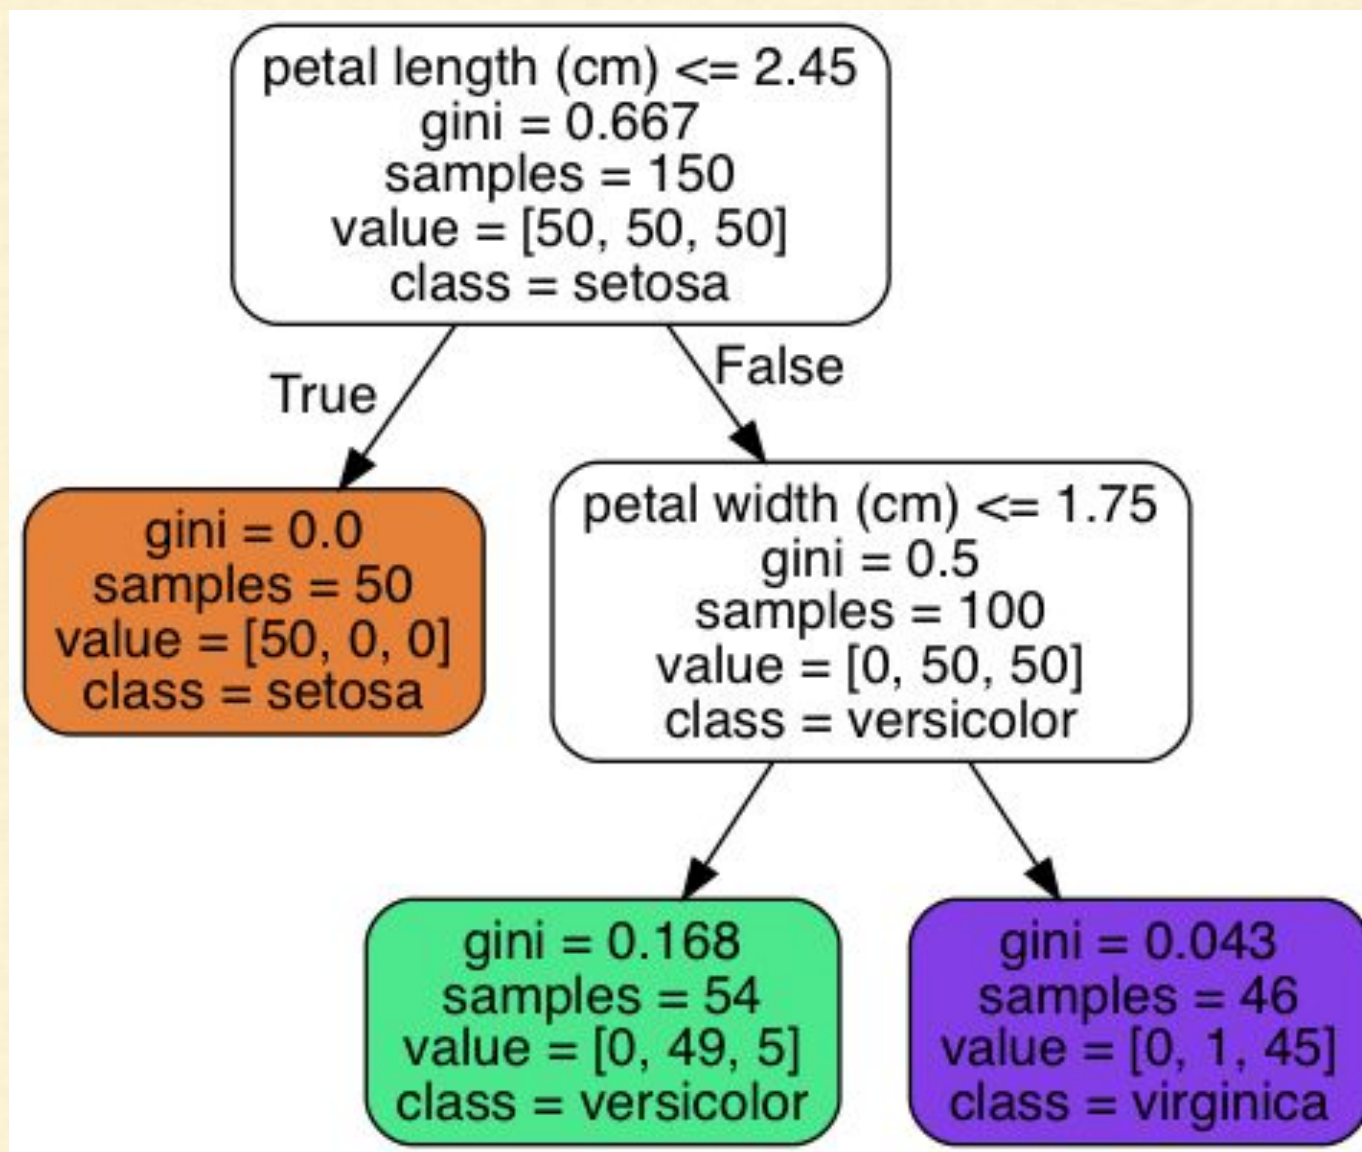 petal length (cm) <= 2.45
gini = 0.667
samples = 150
value = [50, 50, 50]
class = setosa
True
False
gini = 0.0
samples = 50
value = [50, 0, 0]
class = setosa
petal width (cm) <= 1.75
gini = 0.5
samples = 100
value = [0, 50, 50]
class = versicolor
gini = 0.168
samples = 54
value = [0, 49, 5]
class = versicolor
gini = 0.043
samples = 46
value = [0, 1, 45]
class = virginica